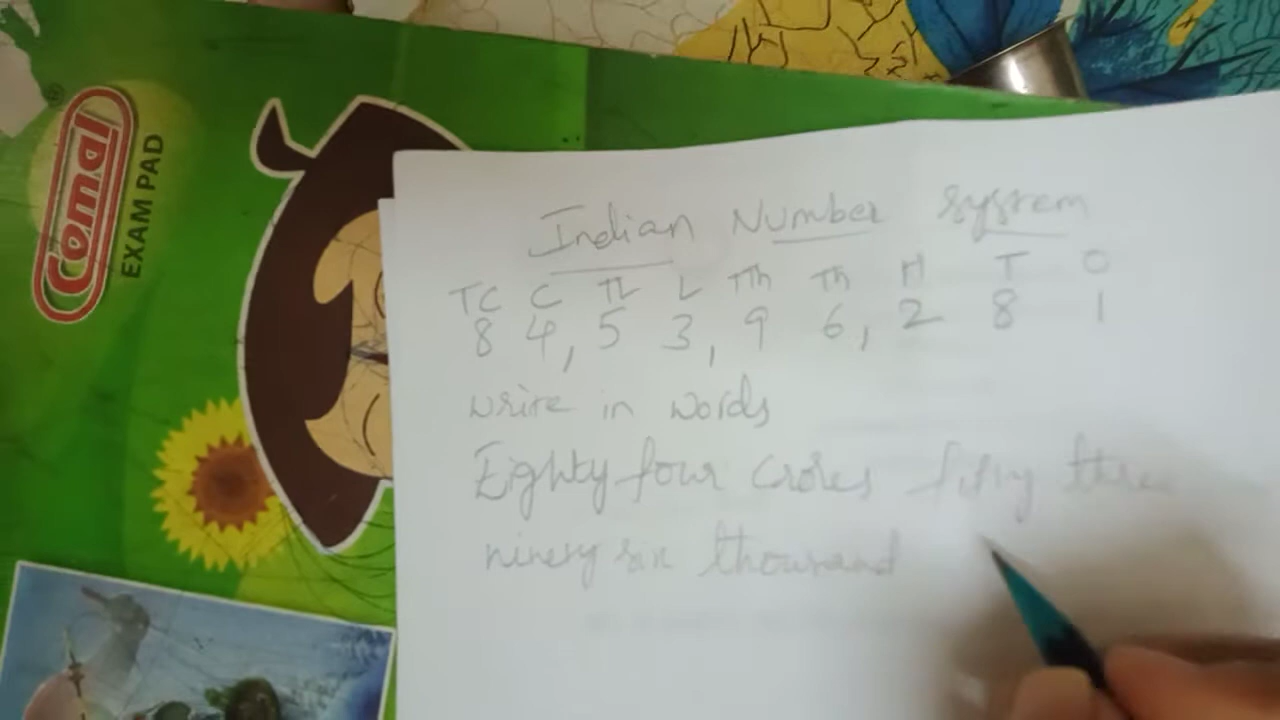 Comal
EXAM PAD
Indian Number System
TC C TL L Tth Th H T O
8 4, 5 3, 9 6, 2 8 1
write in words
Eighty four crores fifty three
ninety six thousand